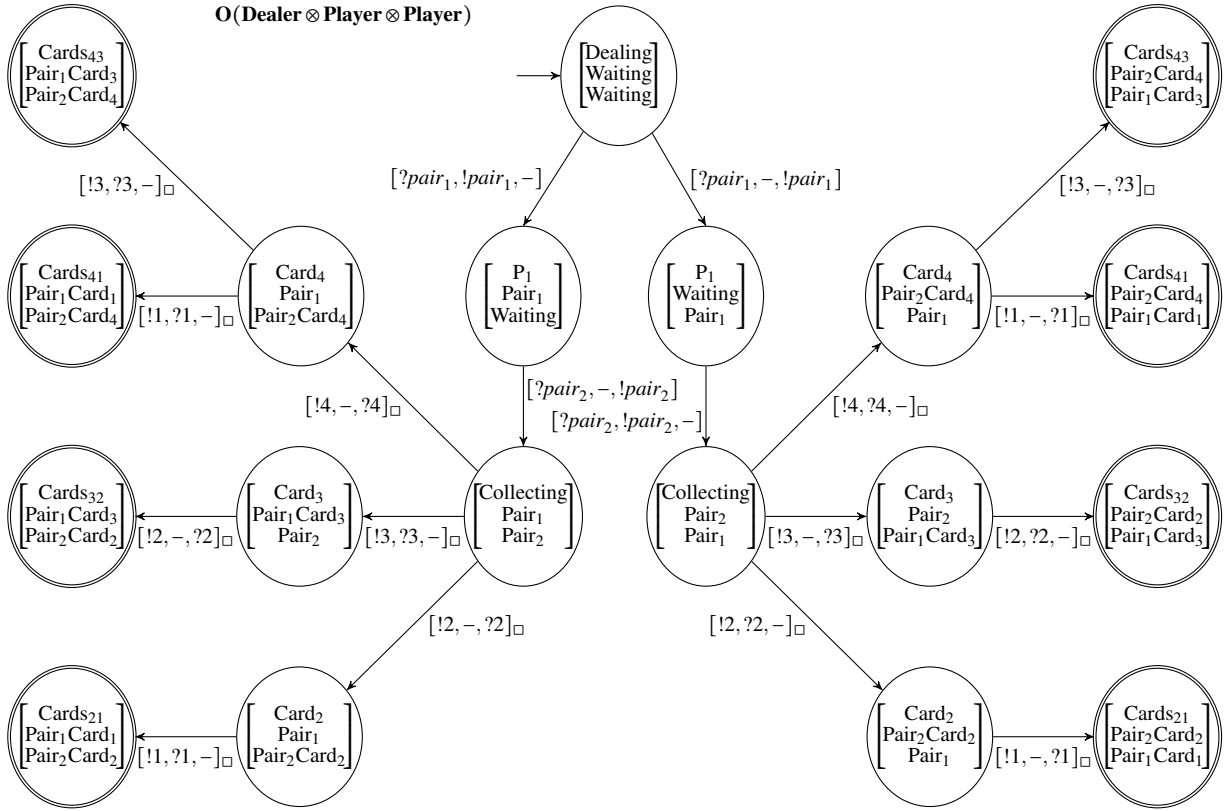 O(Dealer ⊗ Player ⊗ Player)
Cards₄₃
Pair₁Card₃
Pair₂Card₄
Dealing
Waiting
Waiting
Cards₄₃
Pair₂Card₄
Pair₁Card₃
[!3, ?3, −]□
[?pair₁, !pair₁, −]
[?pair₁, −, !pair₁]
[!3, −, ?3]□
Cards₄₁
Pair₁Card₁
Pair₂Card₄
[!1, ?1, −]□
Card₄
Pair₁
Pair₂Card₄
P₁
Pair₁
Waiting
P₁
Waiting
Pair₁
Card₄
Pair₂Card₄
Pair₁
[!1, −, ?1]□
Cards₄₁
Pair₂Card₄
Pair₁Card₁
[!4, −, ?4]□
[?pair₂, −, !pair₂]
[?pair₂, !pair₂, −]
[!4, ?4, −]□
Cards₃₂
Pair₁Card₃
Pair₂Card₂
[!2, −, ?2]□
Card₃
Pair₁Card₃
Pair₂
[!3, ?3, −]□
Collecting
Pair₁
Pair₂
Collecting
Pair₂
Pair₁
[!3, −, ?3]□
Card₃
Pair₂
Pair₁Card₃
[!2, ?2, −]□
Cards₃₂
Pair₂Card₂
Pair₁Card₃
[!2, −, ?2]□
[!2, ?2, −]□
Cards₂₁
Pair₁Card₁
Pair₂Card₂
[!1, ?1, −]□
Card₂
Pair₁
Pair₂Card₂
Card₂
Pair₂Card₂
Pair₁
[!1, −, ?1]□
Cards₂₁
Pair₂Card₂
Pair₁Card₁